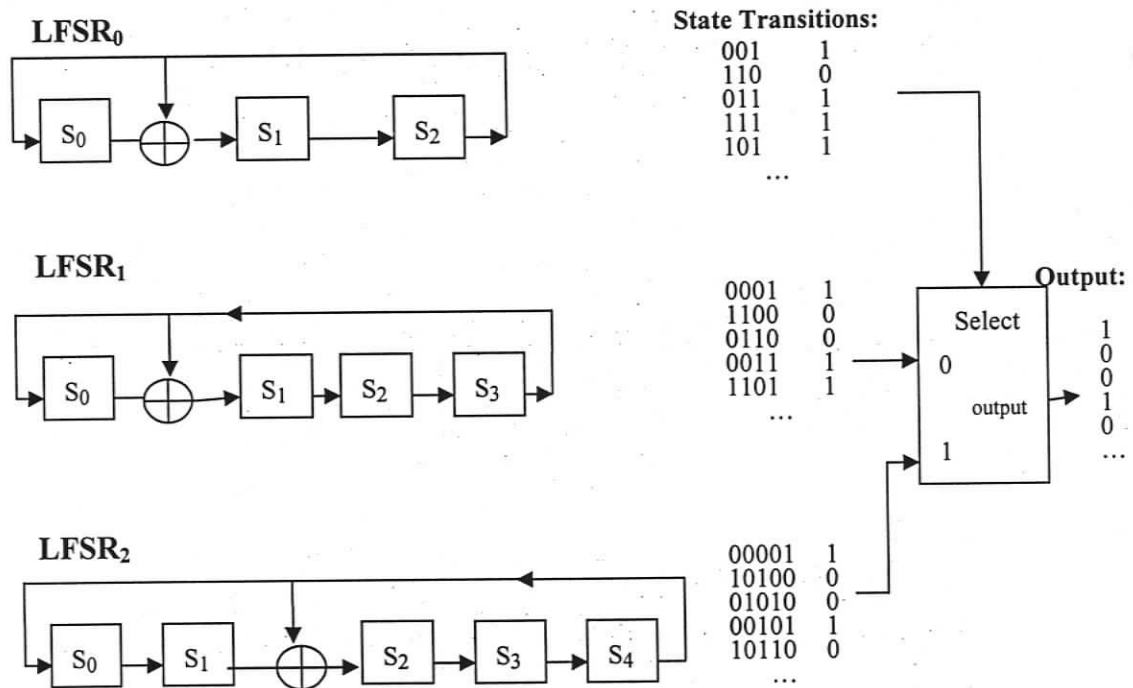 LFSR₀
S₀
S₁
S₂
State Transitions:
001 1
110 0
011 1
111 1
101 1
...
LFSR₁
S₀
S₁
S₂
S₃
0001 1
1100 0
0110 0
0011 1
1101 1
...
Select
0
output
1
Output:
1
0
0
1
0
...
LFSR₂
S₀
S₁
S₂
S₃
S₄
00001 1
10100 0
01010 0
00101 1
10110 0
...